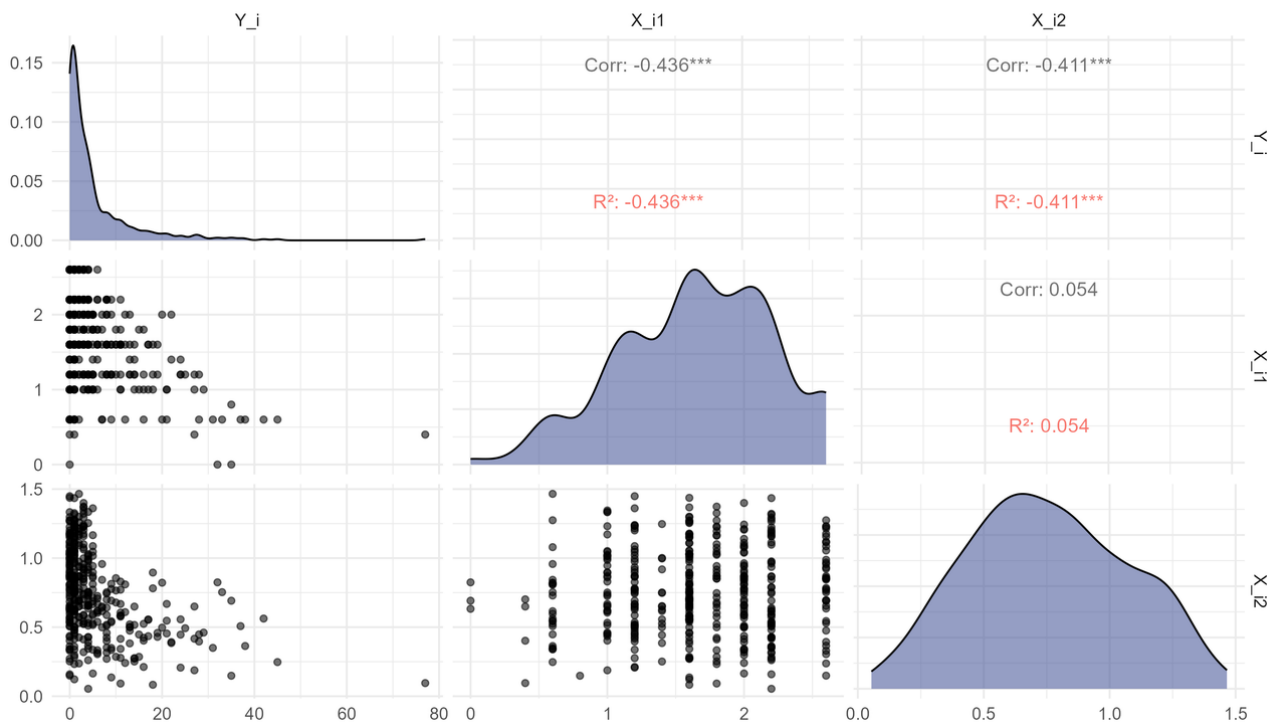 Y_i X_i1 X_i2
0.15
0.10
0.05
0.00
Corr: -0.436***
R²: -0.436***
Corr: -0.411***
R²: -0.411***
Y_i
2
1
0
Corr: 0.054
R²: 0.054
X_i1
1.5
1.0
0.5
0.0
X_i2
0 20 40 60 80
0 1 2
0.0 0.5 1.0 1.5